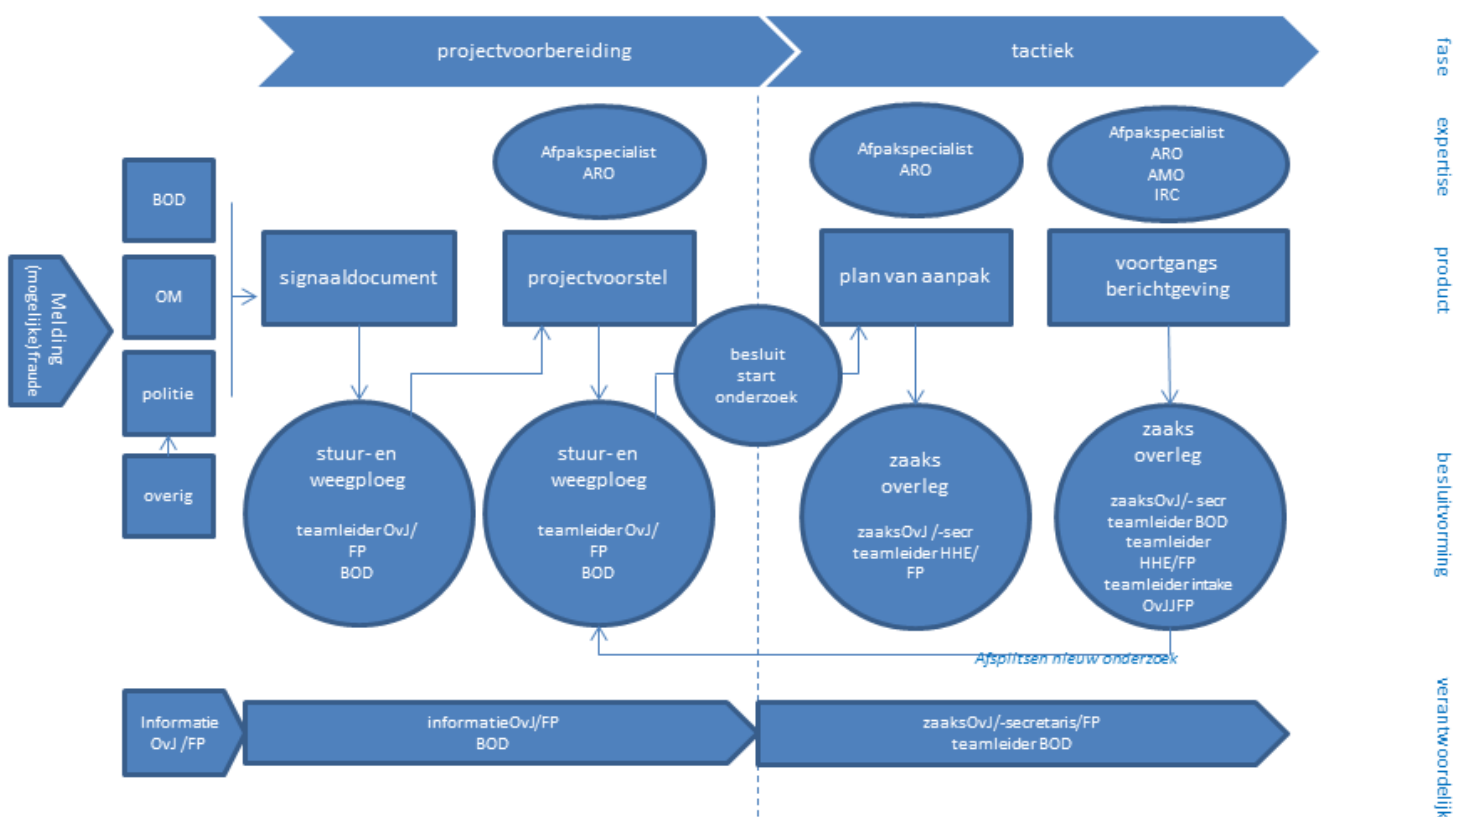 projectvoorbereiding
tactiek
fase
Afpakspecialist
ARO
Afpakspecialist
ARO
Afpakspecialist
ARO
AMO
IRC
expertise
Melding
(mogelijke) fraude
BOD
OM
politie
overig
signaaldocument
projectvoorstel
plan van aanpak
voortgangs
berichtgeving
product
besluit
start
onderzoek
stuur- en
weegploeg
teamleider OvJ/
FP
BOD
stuur- en
weegploeg
teamleider OvJ/
FP
BOD
zaaks
overleg
zaaksOvJ /-secr
teamleider HHE/
FP
zaaks
overleg
zaaksOvJ/- secr
teamleider BOD
teamleider
HHE/FP
teamleider intake
OvJJFP
besluitvorming
Afsplitsen nieuw onderzoek
Informatie
OvJ /FP
informatieOvJ/FP
BOD
zaaksOvJ/-secretaris/FP
teamleider BOD
verantwoordelijk